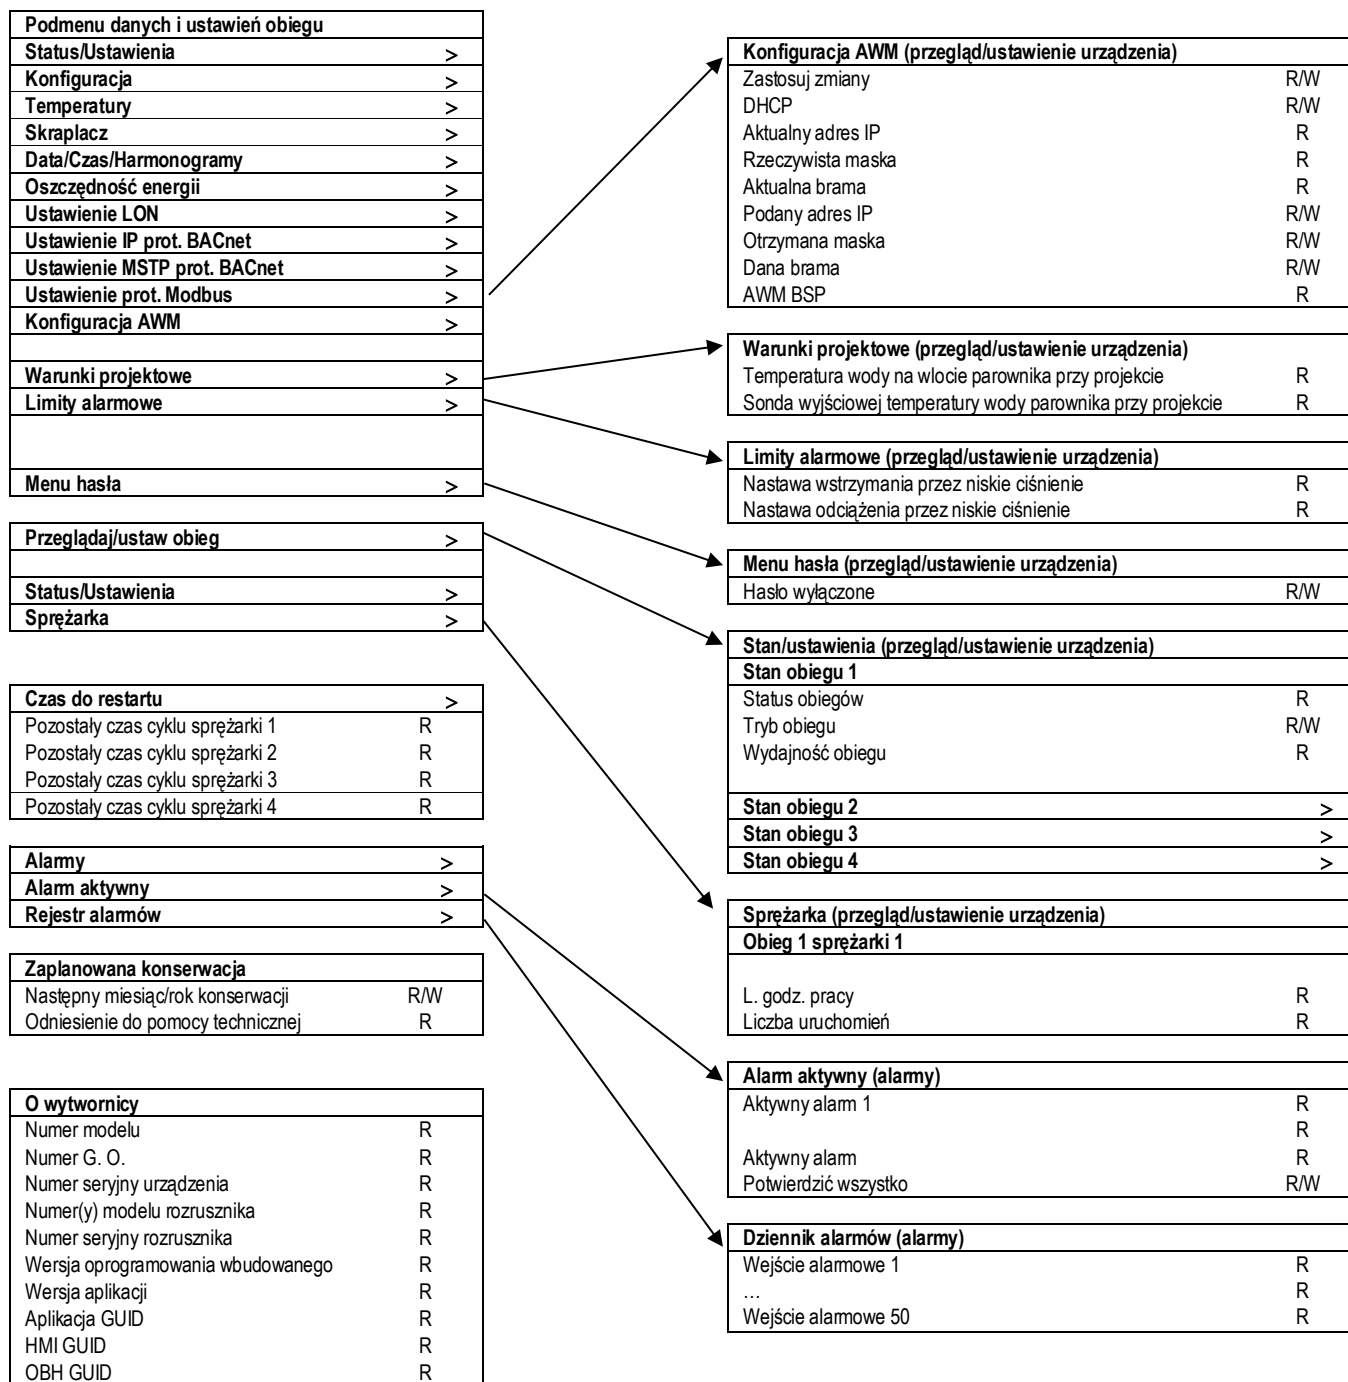 Podmenu danych i ustawień obiegu
Status/Ustawienia >
Konfiguracja >
Temperatury >
Skraplacz >
Data/Czas/Harmonogramy >
Oszczędność energii >
Ustawienie LON >
Ustawienie IP prot. BACnet >
Ustawienie MSTP prot. BACnet >
Ustawienie prot. Modbus >
Konfiguracja AWM >
Warunki projektowe >
Limity alarmowe >
Menu hasła >
Przeglądaj/ustaw obieg >
Status/Ustawienia >
Sprężarka >
Czas do restartu >
Pozostały czas cyklu sprężarki 1 R
Pozostały czas cyklu sprężarki 2 R
Pozostały czas cyklu sprężarki 3 R
Pozostały czas cyklu sprężarki 4 R
Alarmy >
Alarm aktywny >
Rejestr alarmów >
Zaplanowana konserwacja
Następny miesiąc/rok konserwacji R/W
Odniesienie do pomocy technicznej R
O wytwornicy
Numer modelu R
Numer G. O. R
Numer seryjny urządzenia R
Numer(y) modelu rozrusznika R
Numer seryjny rozrusznika R
Wersja oprogramowania wbudowanego R
Wersja aplikacji R
Aplikacja GUID R
HMI GUID R
OBH GUID R
Konfiguracja AWM (przegląd/ustawienie urządzenia)
Zastosuj zmiany R/W
DHCP R/W
Aktualny adres IP R
Rzeczywista maska R
Aktualna brama R
Podany adres IP R/W
Otrzymana maska R/W
Dana brama R/W
AWM BSP R
Warunki projektowe (przegląd/ustawienie urządzenia)
Temperatura wody na wlocie parownika przy projekcie R
Sonda wyjściowej temperatury wody parownika przy projekcie R
Limity alarmowe (przegląd/ustawienie urządzenia)
Nastawa wstrzymania przez niskie ciśnienie R
Nastawa odciążenia przez niskie ciśnienie R
Menu hasła (przegląd/ustawienie urządzenia)
Hasło wyłączone R/W
Stan/ustawienia (przegląd/ustawienie urządzenia)
Stan obiegu 1
Status obiegów R
Tryb obiegu R/W
Wydajność obiegu R
Stan obiegu 2 >
Stan obiegu 3 >
Stan obiegu 4 >
Sprężarka (przegląd/ustawienie urządzenia)
Obieg 1 sprężarki 1
L. godz. pracy R
Liczba uruchomień R
Alarm aktywny (alarmy)
Aktywny alarm 1 R
R
Aktywny alarm R
Potwierdzić wszystko R/W
Dziennik alarmów (alarmy)
Wejście alarmowe 1 R
… R
Wejście alarmowe 50 R